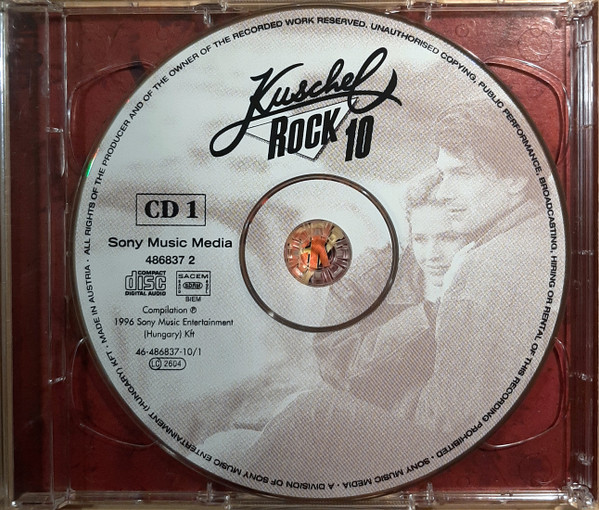 Kuschel
ROCK 10
CD 1
Sony Music Media
486837 2
COMPACT
disc
DIGITAL AUDIO
SACEM
BIEM
Compilation ℗
1996 Sony Music Entertainment
(Hungary) Kft
46-486837-10/1
LC 2604
ALL RIGHTS OF THE PRODUCER AND OF THE OWNER OF THE RECORDED WORK RESERVED. UNAUTHORISED COPYING, PUBLIC PERFORMANCE, BROADCASTING, HIRING OR RENTAL OF THIS RECORDING PROHIBITED · SONY MUSIC MEDIA · A DIVISION OF SONY MUSIC ENTERTAINMENT (HUNGARY) KFT · MADE IN AUSTRIA ·